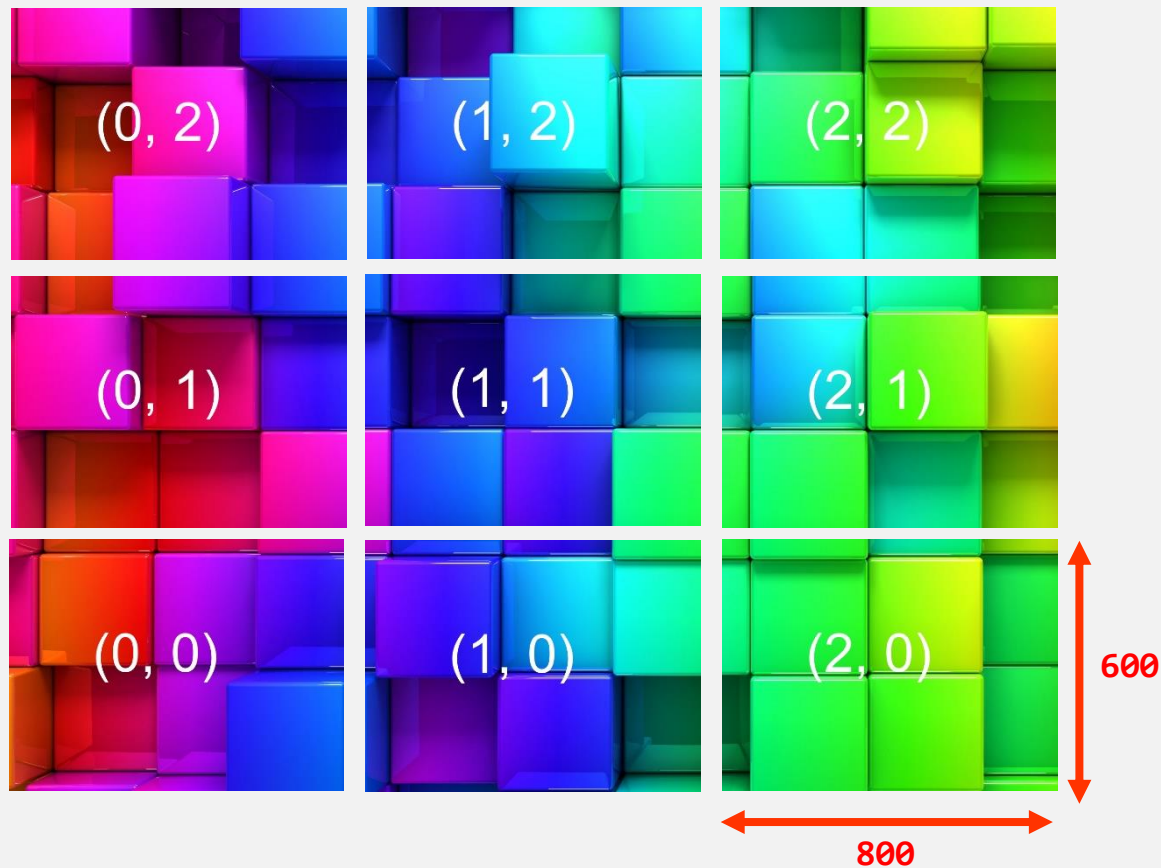 (0, 2) (1, 2) (2, 2)
(0, 1) (1, 1) (2, 1)
(0, 0) (1, 0) (2, 0)
600
800